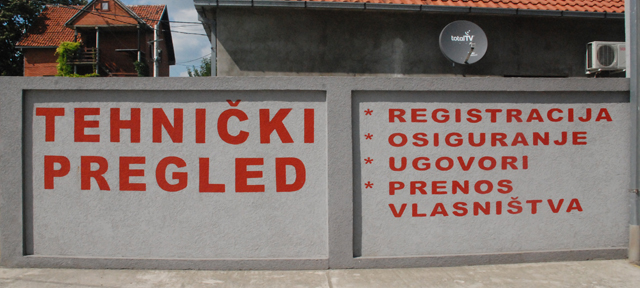 totalTV
TEHNIČKI
PREGLED
* REGISTRACIJA
* OSIGURANJE
* UGOVORI
* PRENOS
VLASNIŠTVA